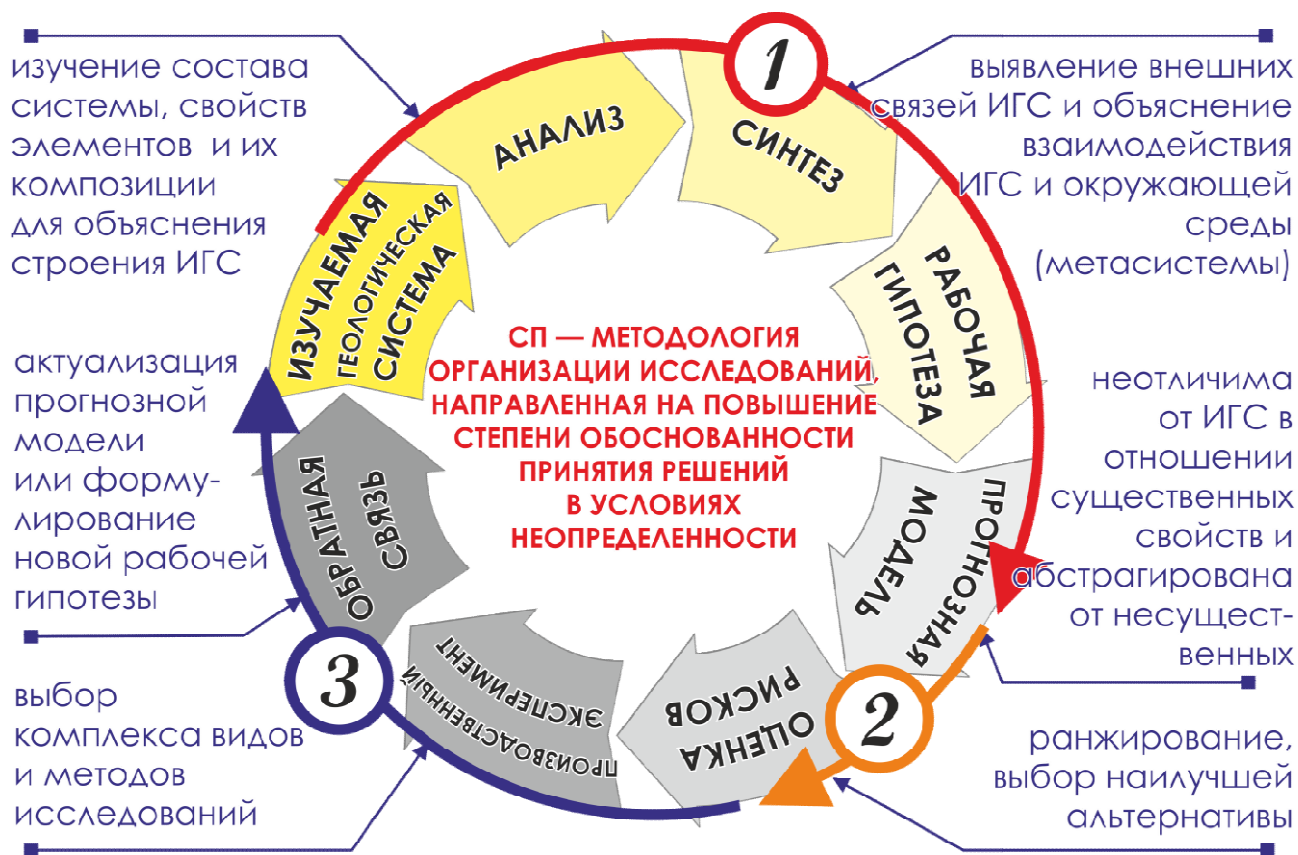 изучение состава
системы, свойств
элементов и их
композиции
для объяснения
строения ИГС
1
выявление внешних
связей ИГС и объяснение
взаимодействия
ИГС и окружающей
среды
(метасистемы)
ИЗУЧАЕМАЯ
ГЕОЛОГИЧЕСКАЯ
СИСТЕМА
АНАЛИЗ
СИНТЕЗ
РАБОЧАЯ
ГИПОТЕЗА
ПРОГНОЗНАЯ
МОДЕЛЬ
ОЦЕНКА
РИСКОВ
ПРОИЗВОДСТВЕННЫЙ
ЭКСПЕРИМЕНТ
ОБРАТНАЯ
СВЯЗЬ
СП — МЕТОДОЛОГИЯ
ОРГАНИЗАЦИИ ИССЛЕДОВАНИЙ,
НАПРАВЛЕННАЯ НА ПОВЫШЕНИЕ
СТЕПЕНИ ОБОСНОВАННОСТИ
ПРИНЯТИЯ РЕШЕНИЙ
В УСЛОВИЯХ
НЕОПРЕДЕЛЕННОСТИ
актуализация
прогнозной
модели
или форму-
лирование
новой рабочей
гипотезы
неотличима
от ИГС в
отношении
существенных
свойств и
абстрагирована
от несущест-
венных
3
2
выбор
комплекса видов
и методов
исследований
ранжирование,
выбор наилучшей
альтернативы